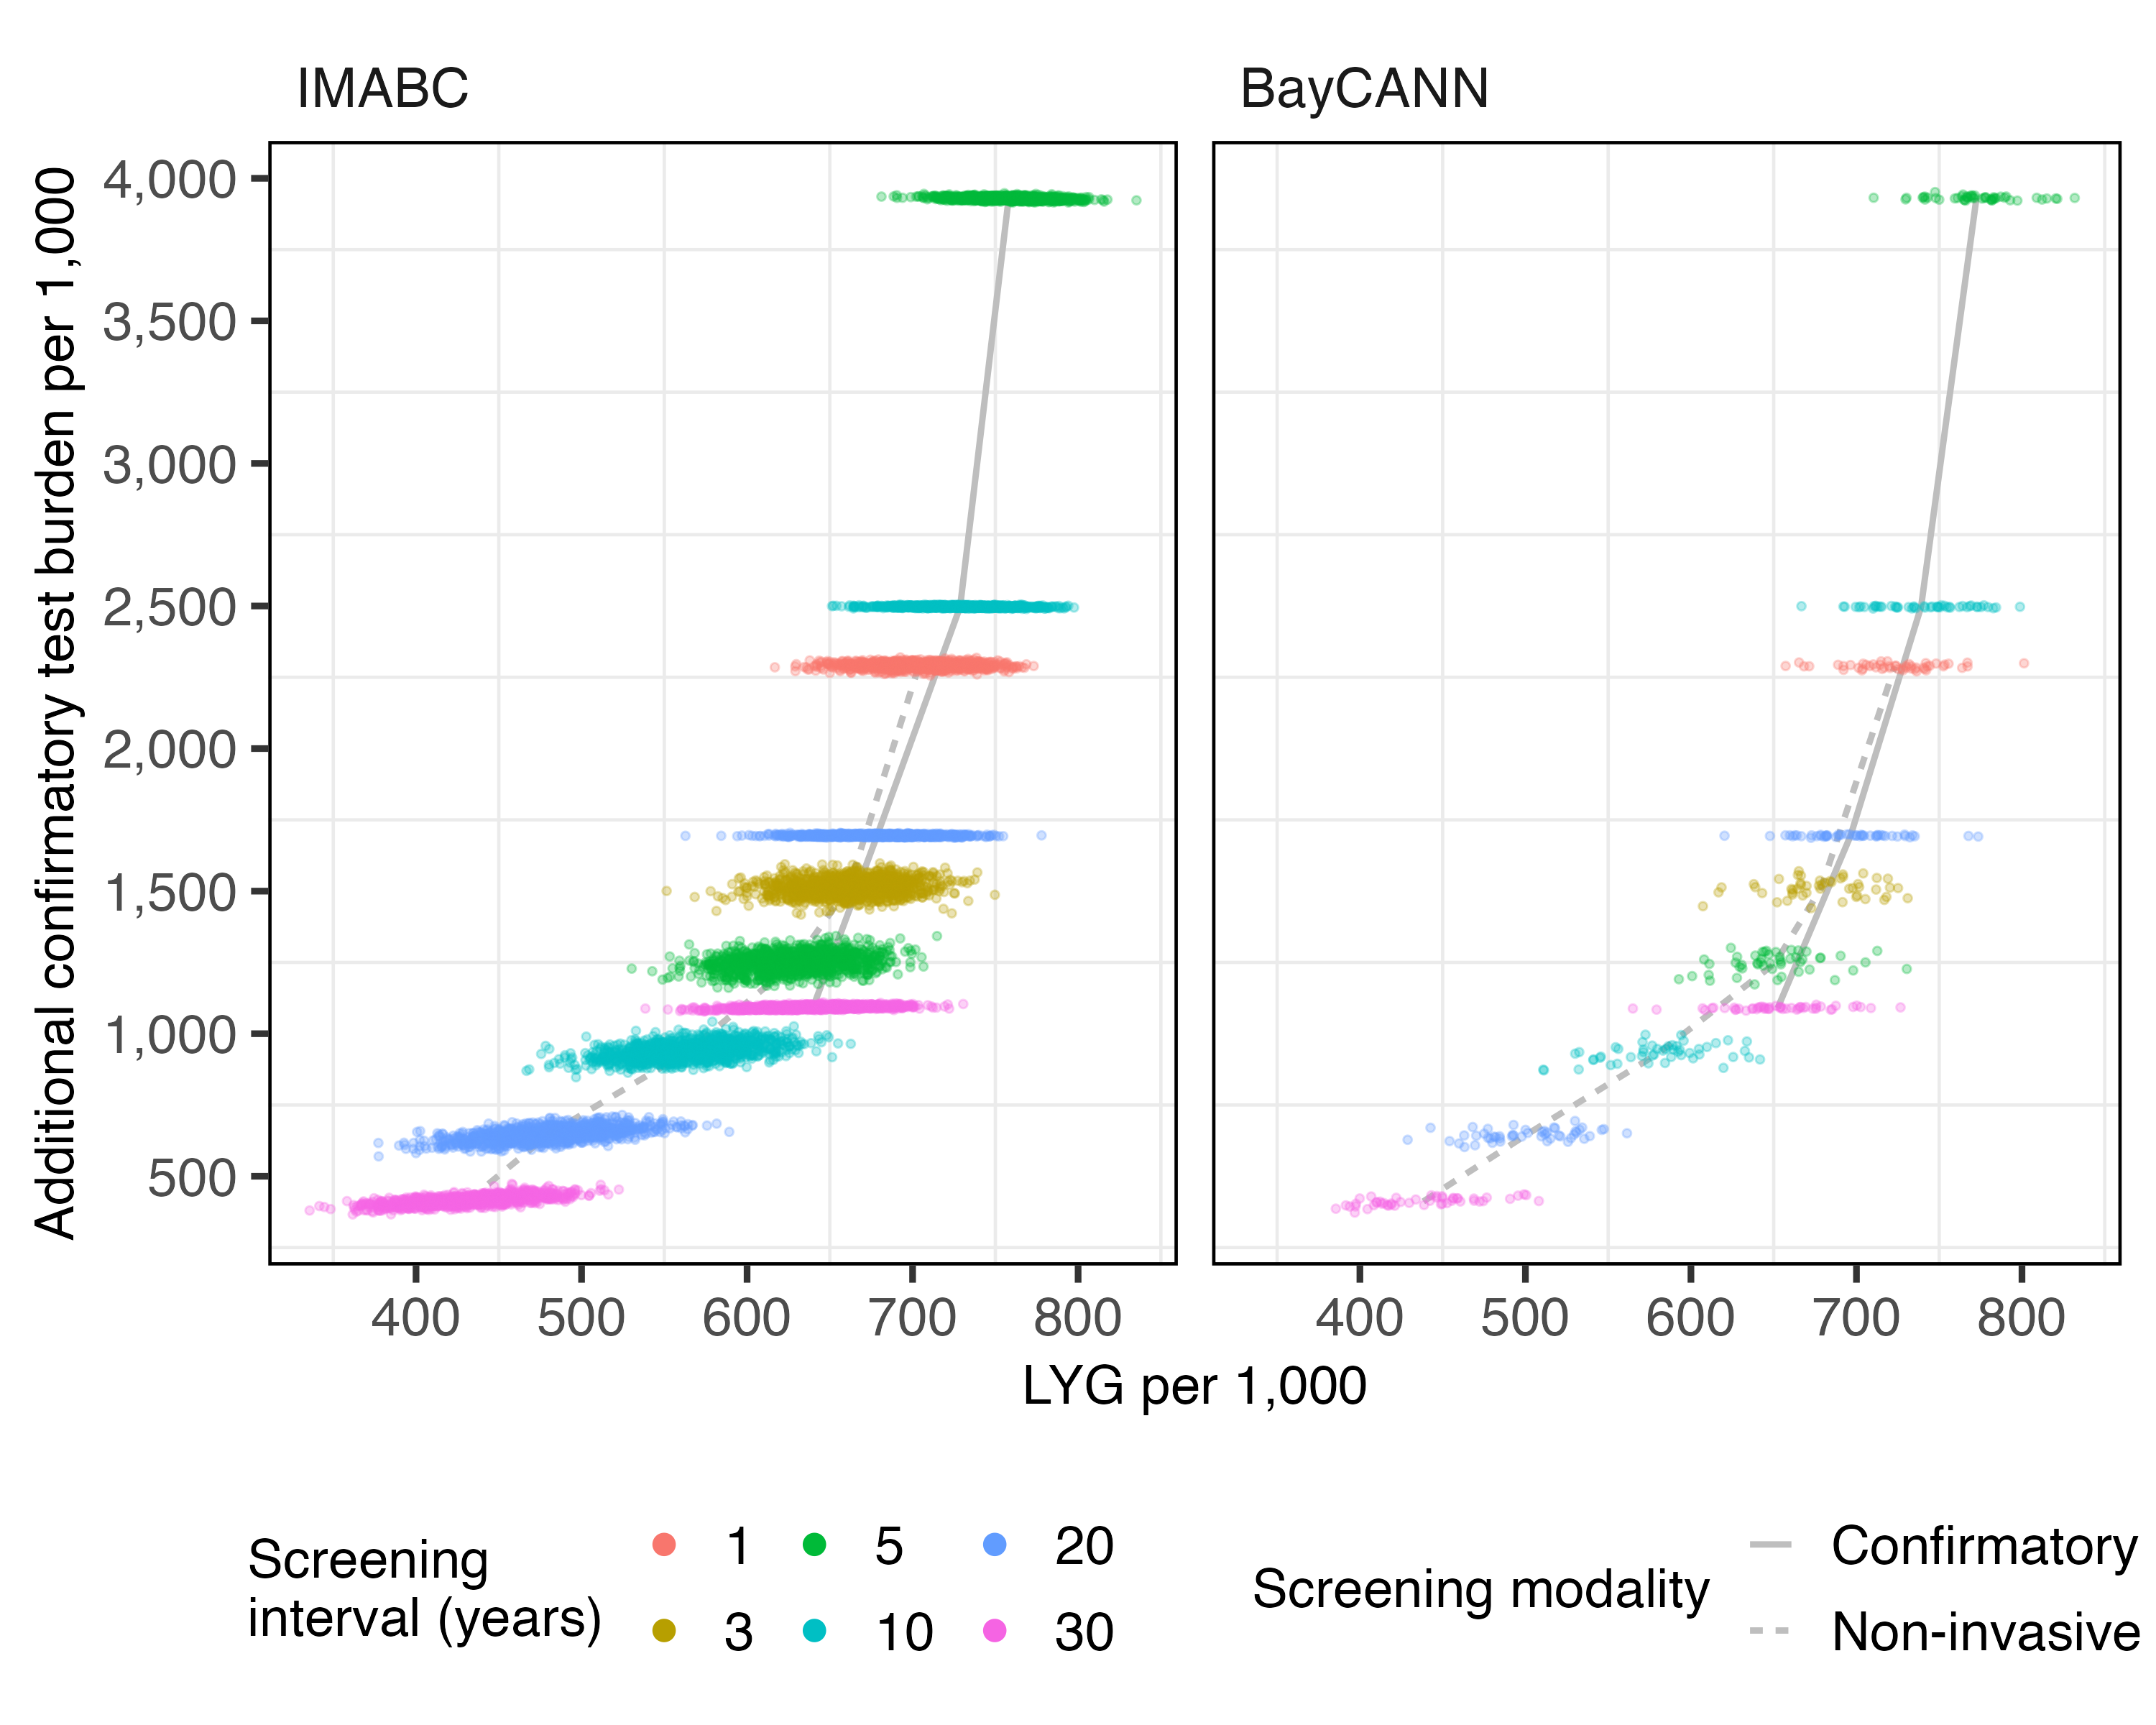 IMABC
BayCANN
Additional confirmatory test burden per 1,000
4,000
3,500
3,000
2,500
2,000
1,500
1,000
500
400 500 600 700 800
400 500 600 700 800
LYG per 1,000
Screening
interval (years)
1 5 20
3 10 30
Screening modality
Confirmatory
Non-invasive